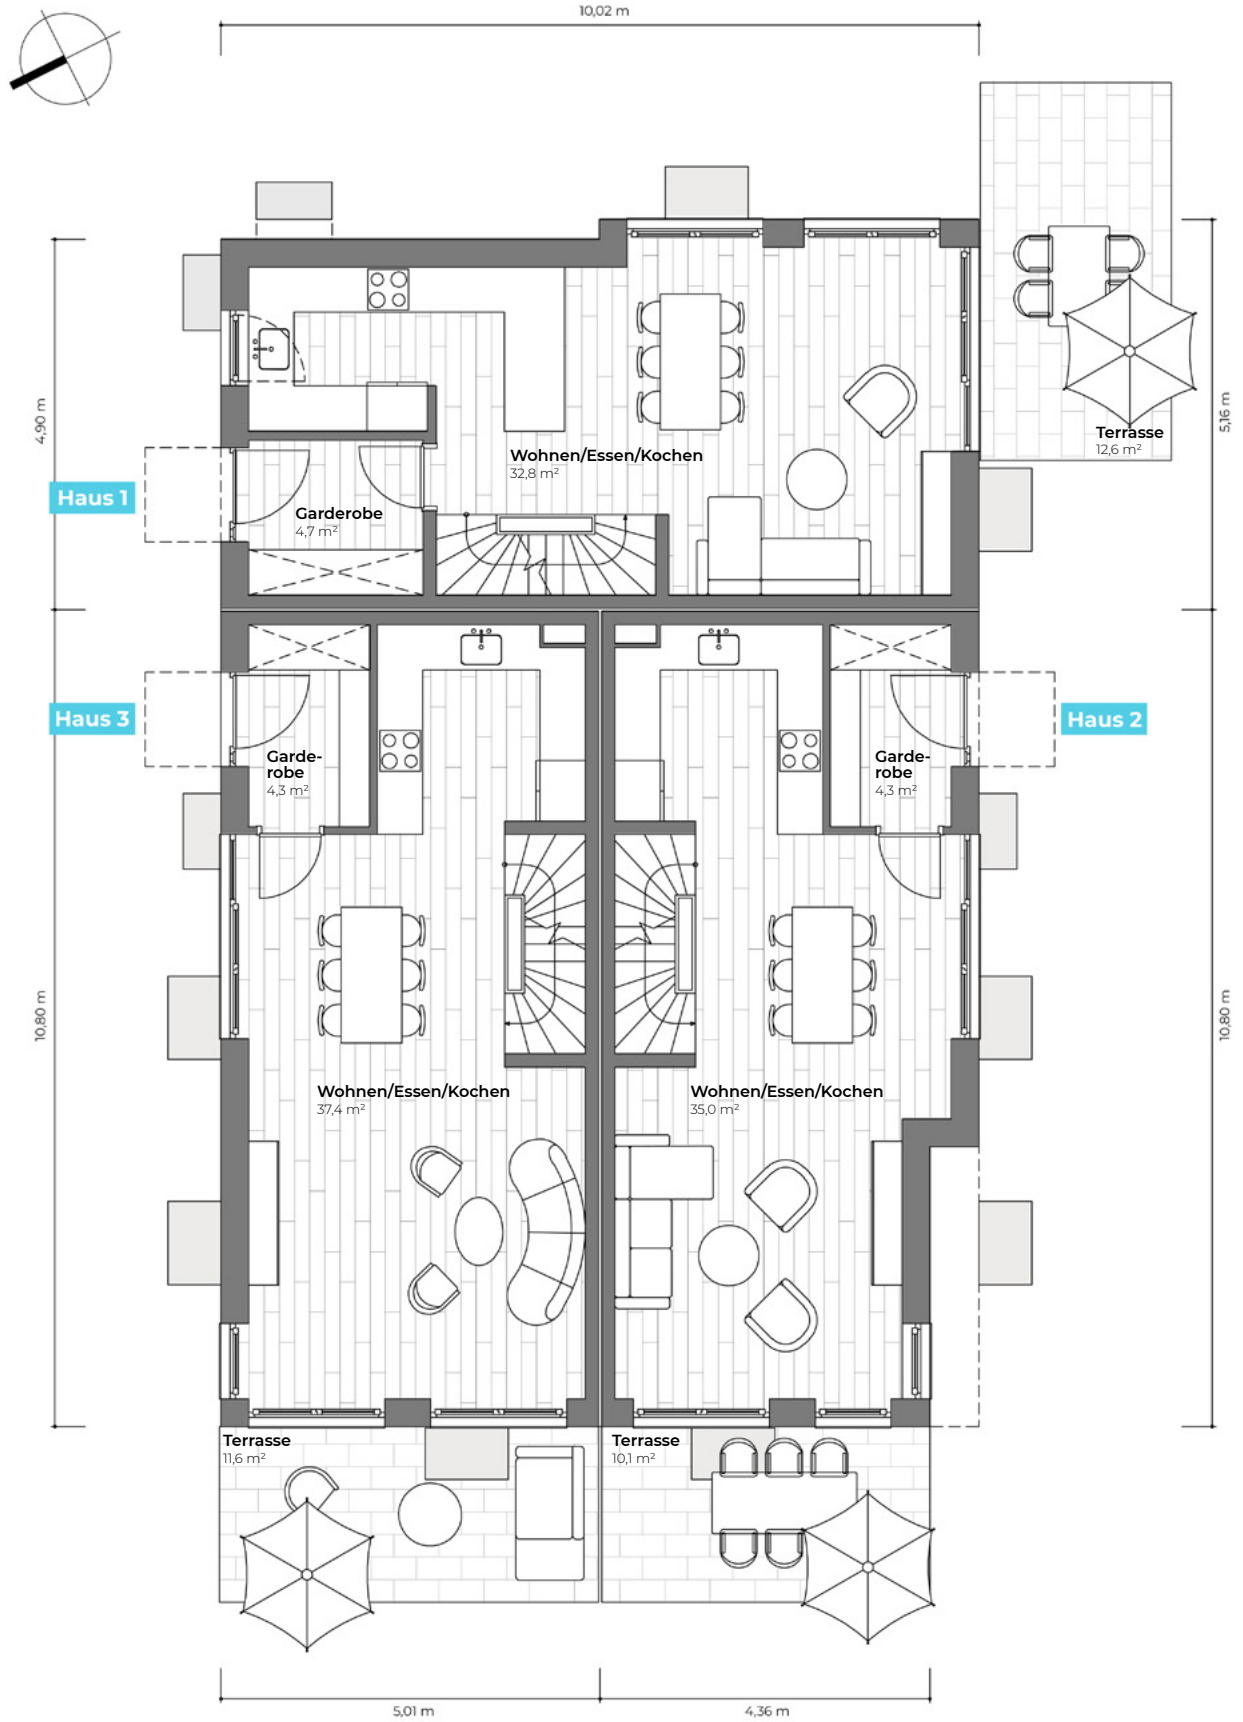 10,02 m
4,90 m
5,16 m
Terrasse
12,6 m²
Wohnen/Essen/Kochen
32,8 m²
Haus 1
Garderobe
4,7 m²
Haus 3
Haus 2
Garde-
robe
4,3 m²
Garde-
robe
4,3 m²
10,80 m
10,80 m
Wohnen/Essen/Kochen
37,4 m²
Wohnen/Essen/Kochen
35,0 m²
Terrasse
11,6 m²
Terrasse
10,1 m²
5,01 m
4,36 m